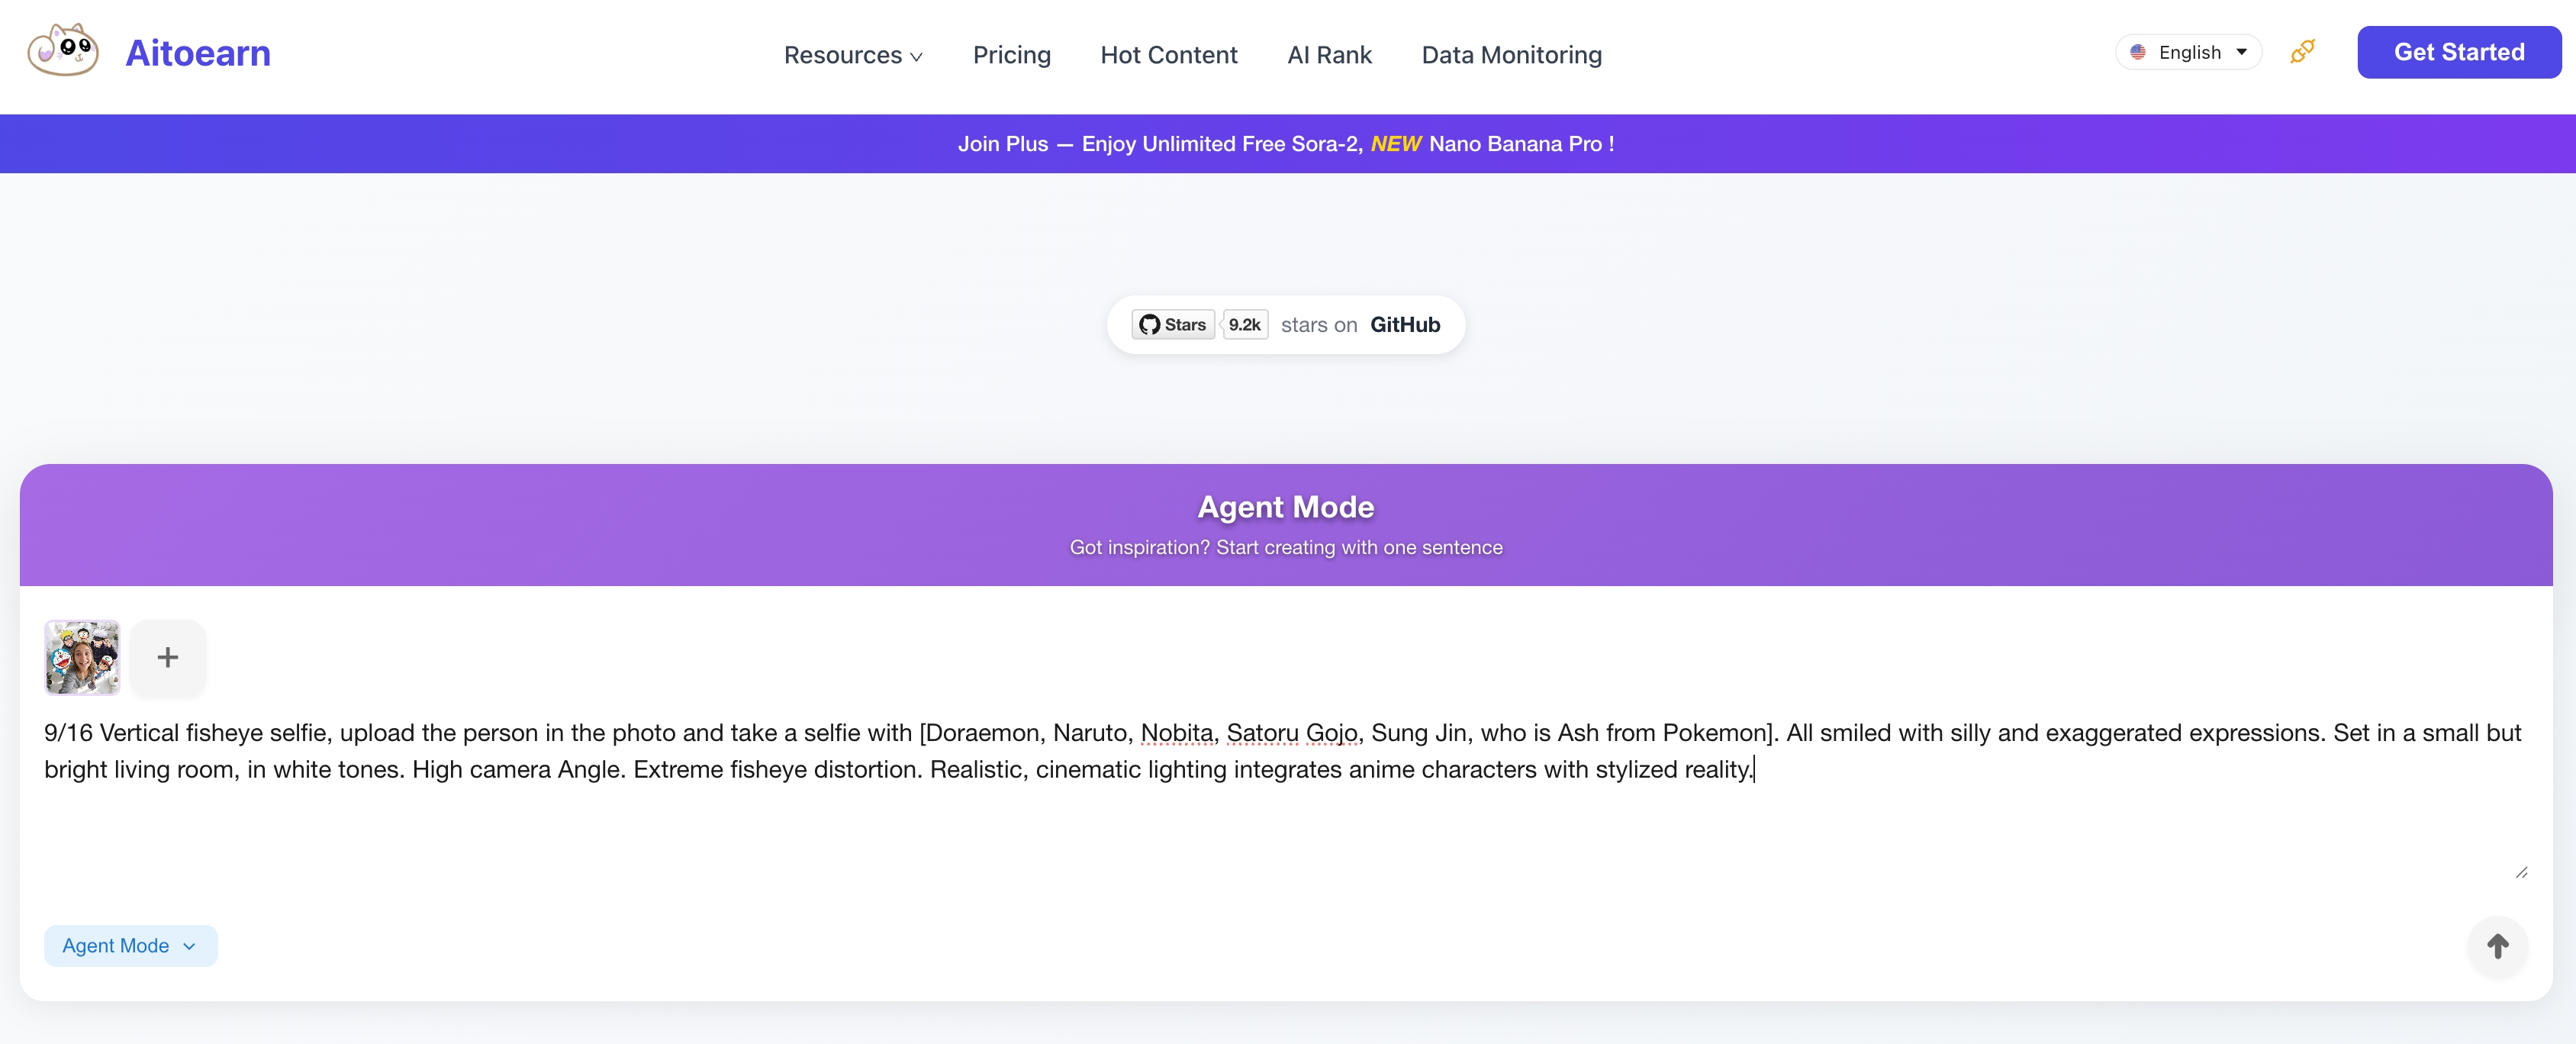 Aitoearn
Resources
Pricing
Hot Content
AI Rank
Data Monitoring
English
Get Started
Join Plus — Enjoy Unlimited Free Sora-2, NEW Nano Banana Pro !
Stars 9.2k stars on GitHub
Agent Mode
Got inspiration? Start creating with one sentence
9/16 Vertical fisheye selfie, upload the person in the photo and take a selfie with [Doraemon, Naruto, Nobita, Satoru Gojo, Sung Jin, who is Ash from Pokemon]. All smiled with silly and exaggerated expressions. Set in a small but
bright living room, in white tones. High camera Angle. Extreme fisheye distortion. Realistic, cinematic lighting integrates anime characters with stylized reality.
Agent Mode